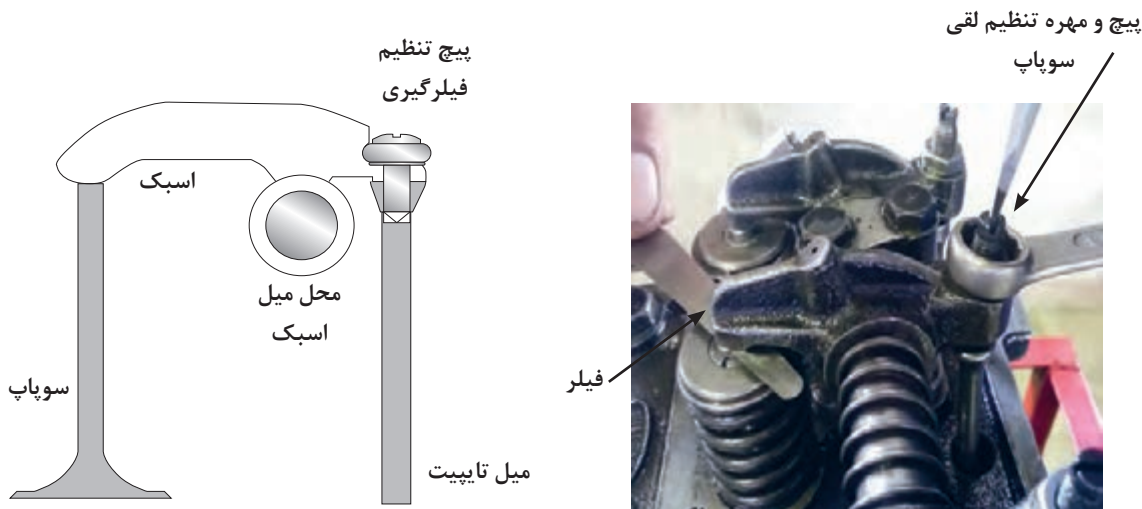 پیچ و مهره تنظیم لقی
سوپاپ
فیلر
پیچ تنظیم
فیلرگیری
اسبک
محل میل
اسبک
سوپاپ
میل تایپیت